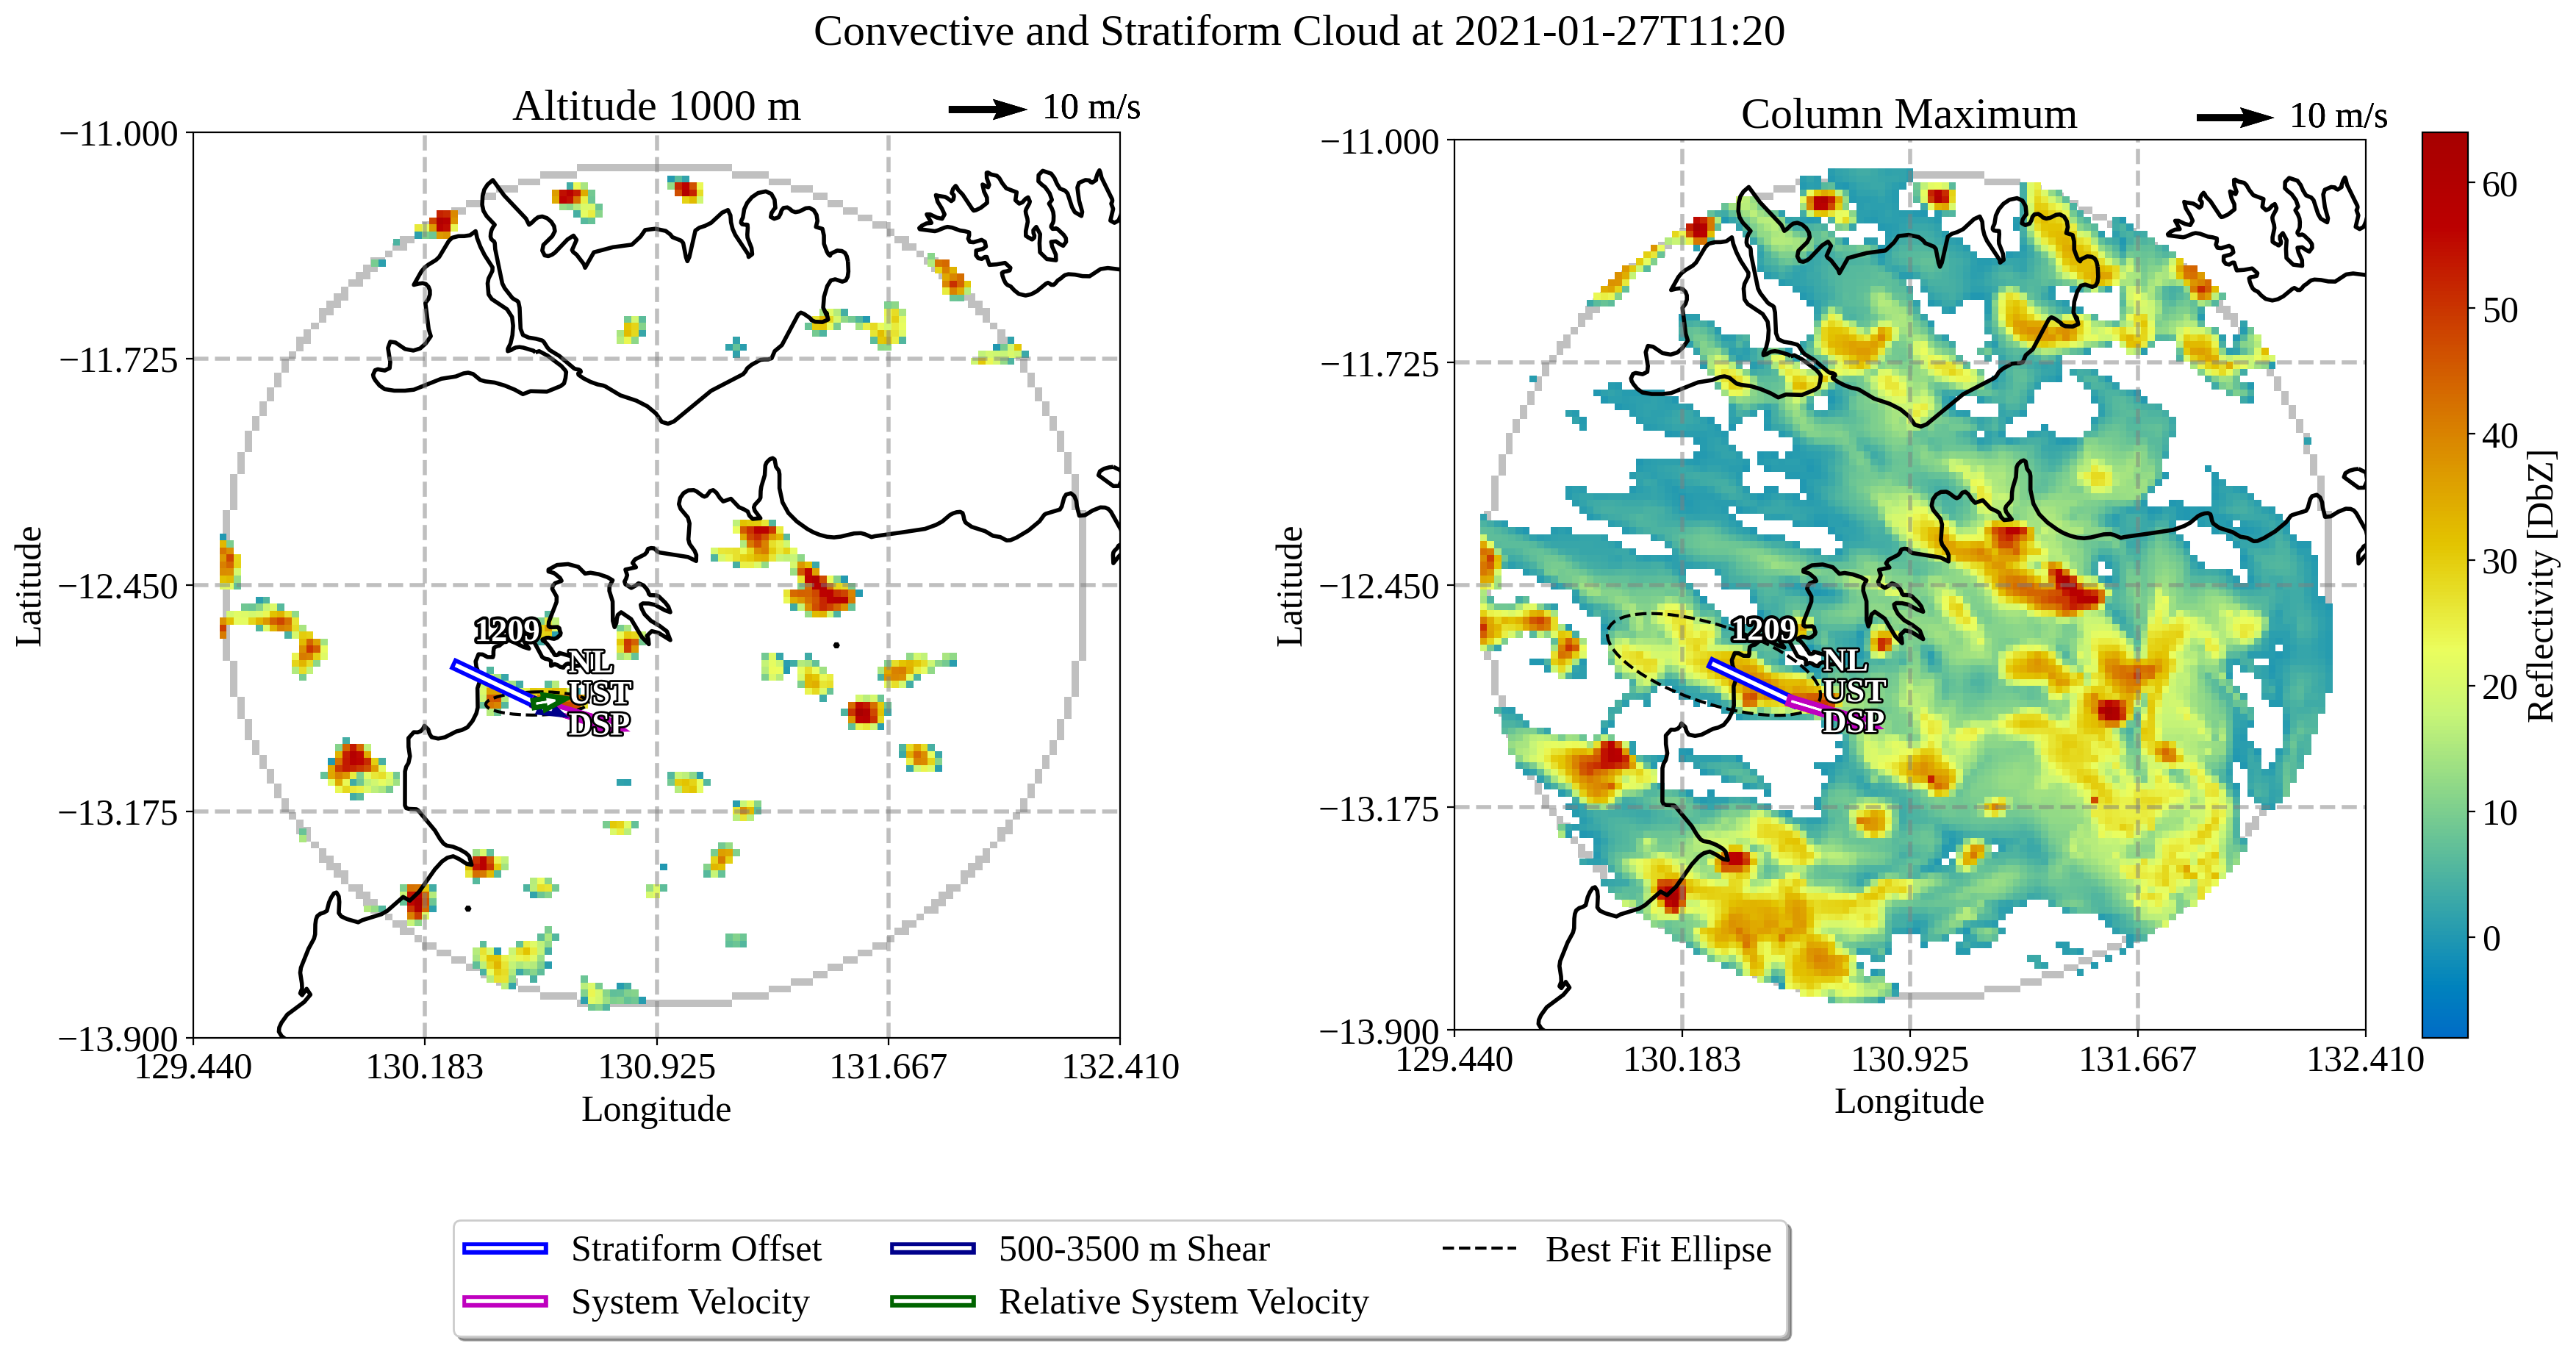 Convective and Stratiform Cloud at 2021-01-27T11:20
Altitude 1000 m
10 m/s
−11.000
−11.725
−12.450
−13.175
−13.900
Latitude
1209
NL
UST
DSP
129.440
130.183
130.925
131.667
132.410
Longitude
Column Maximum
10 m/s
−11.000
−11.725
−12.450
−13.175
−13.900
Latitude
1209
NL
UST
DSP
129.440
130.183
130.925
131.667
132.410
Longitude
60
50
40
30
20
10
0
Reflectivity [DbZ]
Stratiform Offset
System Velocity
500-3500 m Shear
Relative System Velocity
Best Fit Ellipse